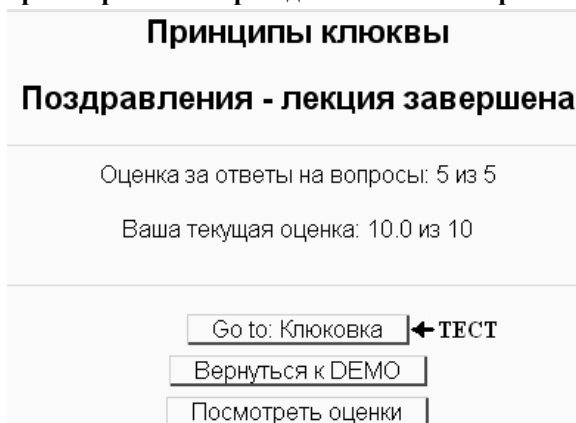 Принципы клюквы
Поздравления - лекция завершена
Оценка за ответы на вопросы: 5 из 5
Ваша текущая оценка: 10.0 из 10
Go to: Клюковка ТЕСТ
Вернуться к DEMO
Посмотреть оценки